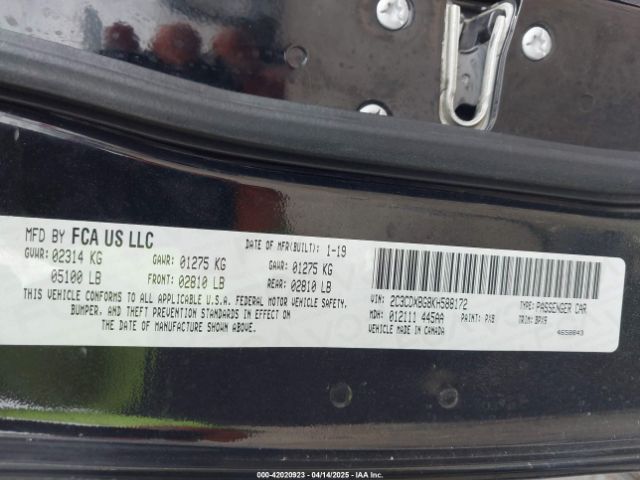 MFD BY FCA US LLC
DATE OF MFR(BUILT): 1-19
GVWR: 02314 KG GAWR: 01275 KG GAWR: 01275 KG
05100 LB FRONT: 02810 LB REAR: 02810 LB
THIS VEHICLE CONFORMS TO ALL APPLICABLE U.S.A. FEDERAL MOTOR VEHICLE SAFETY,
BUMPER, AND THEFT PREVENTION STANDARDS IN EFFECT ON
THE DATE OF MANUFACTURE SHOWN ABOVE.
VIN: 2C3CDXBG8KH588172 TYPE: PASSENGER CAR
MDH: 012111 445AA PAINT: PX8 TRIM: BPX9
VEHICLE MADE IN CANADA 4658043
000-42020923 - 04/14/2025 - IAA Inc.